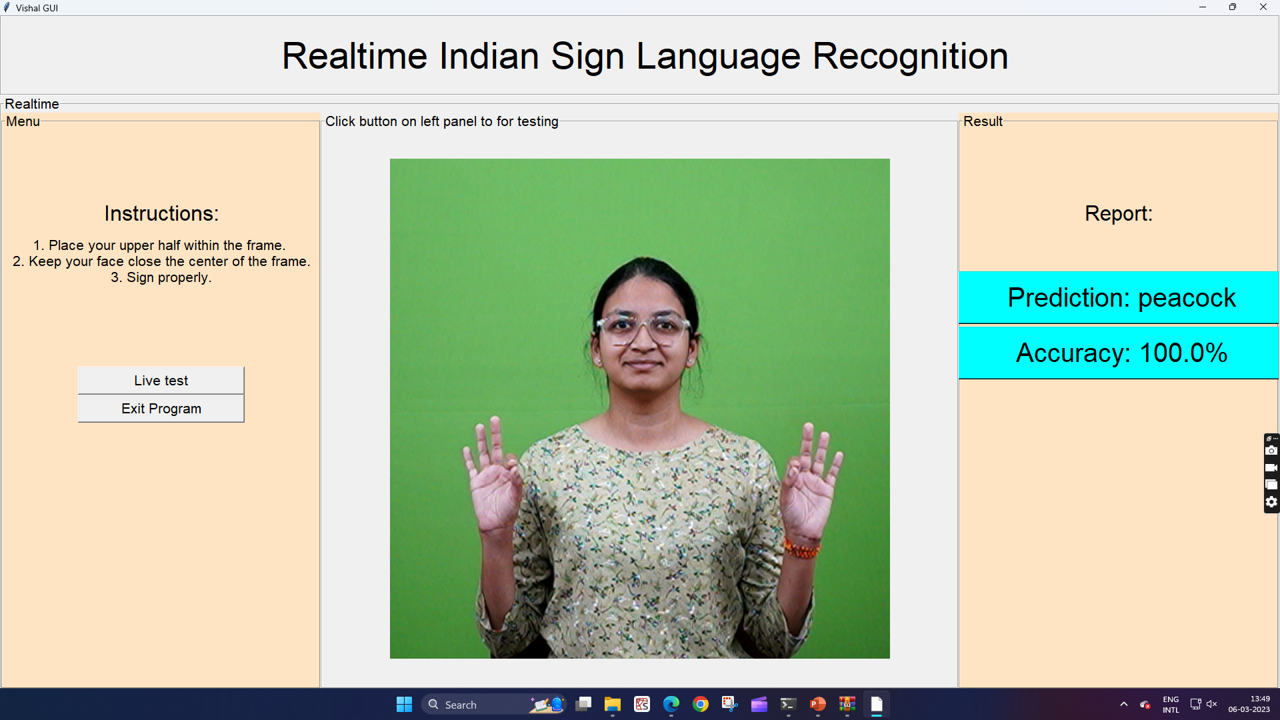 Vishal GUI
Realtime Indian Sign Language Recognition
Realtime
Menu
Click button on left panel to for testing
Result
Instructions:
1. Place your upper half within the frame.
2. Keep your face close the center of the frame.
3. Sign properly.
Live test
Exit Program
Report:
Prediction: peacock
Accuracy: 100.0%
Search
ENG
INTL
13:49
06-03-2023